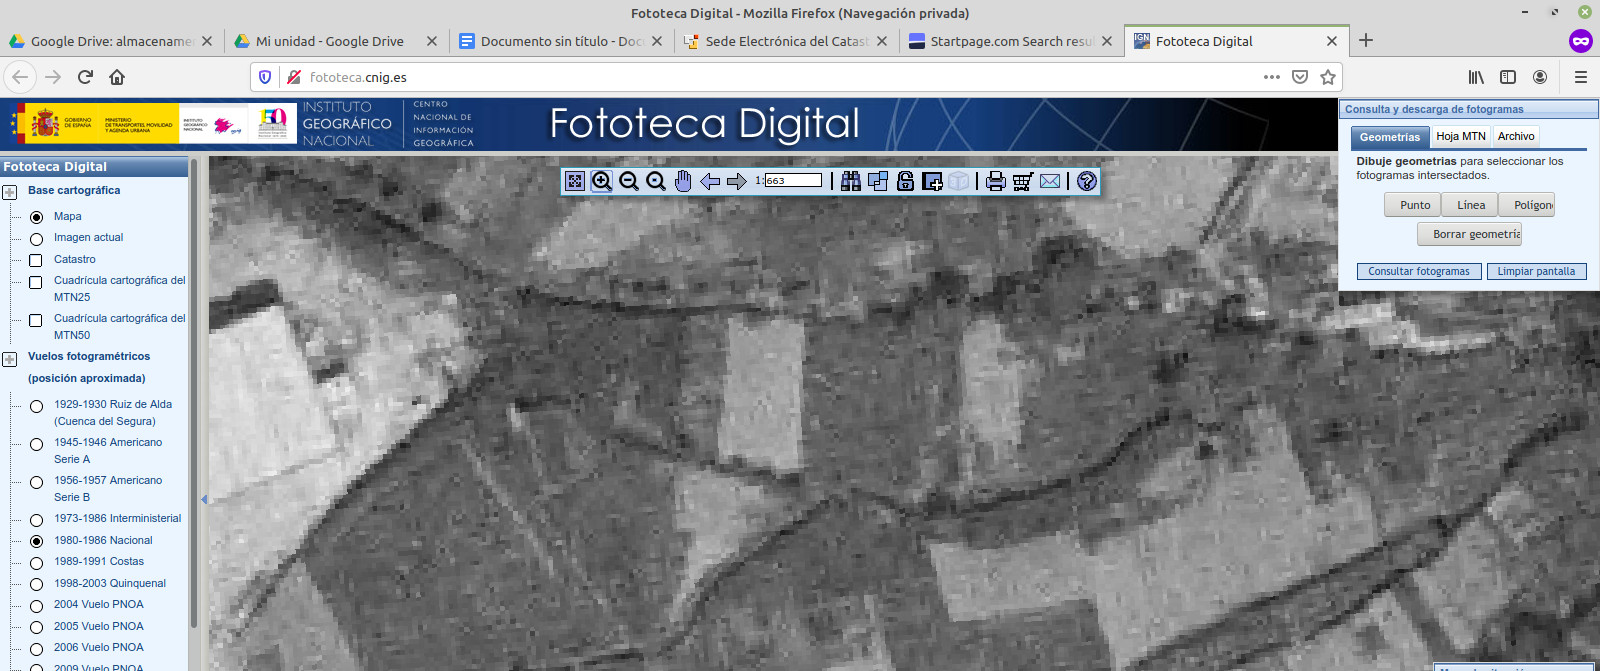 Fototeca Digital - Mozilla Firefox (Navegación privada)
Google Drive: almacename
Mi unidad - Google Drive
Documento sin título - Doc
Sede Electrónica del Catast
Startpage.com Search resul
Fototeca Digital
fototeca.cnig.es
GOBIERNO DE ESPAÑA
MINISTERIO DE TRANSPORTES, MOVILIDAD Y AGENDA URBANA
INSTITUTO GEOGRÁFICO NACIONAL
INSTITUTO
GEOGRÁFICO
NACIONAL
CENTRO
NACIONAL DE
INFORMACIÓN
GEOGRÁFICA
Fototeca Digital
Consulta y descarga de fotogramas
Geometrías
Hoja MTN
Archivo
Dibuje geometrias para seleccionar los
fotogramas intersectados.
Punto
Línea
Polígono
Borrar geometría
Consultar fotogramas
Limpiar pantalla
1:663
Fototeca Digital
Base cartográfica
Mapa
Imagen actual
Catastro
Cuadrícula cartográfica del
MTN25
Cuadrícula cartográfica del
MTN50
Vuelos fotogramétricos
(posición aproximada)
1929-1930 Ruiz de Alda
(Cuenca del Segura)
1945-1946 Americano
Serie A
1956-1957 Americano
Serie B
1973-1986 Interministerial
1980-1986 Nacional
1989-1991 Costas
1998-2003 Quinquenal
2004 Vuelo PNOA
2005 Vuelo PNOA
2006 Vuelo PNOA
2009 Vuelo PNOA